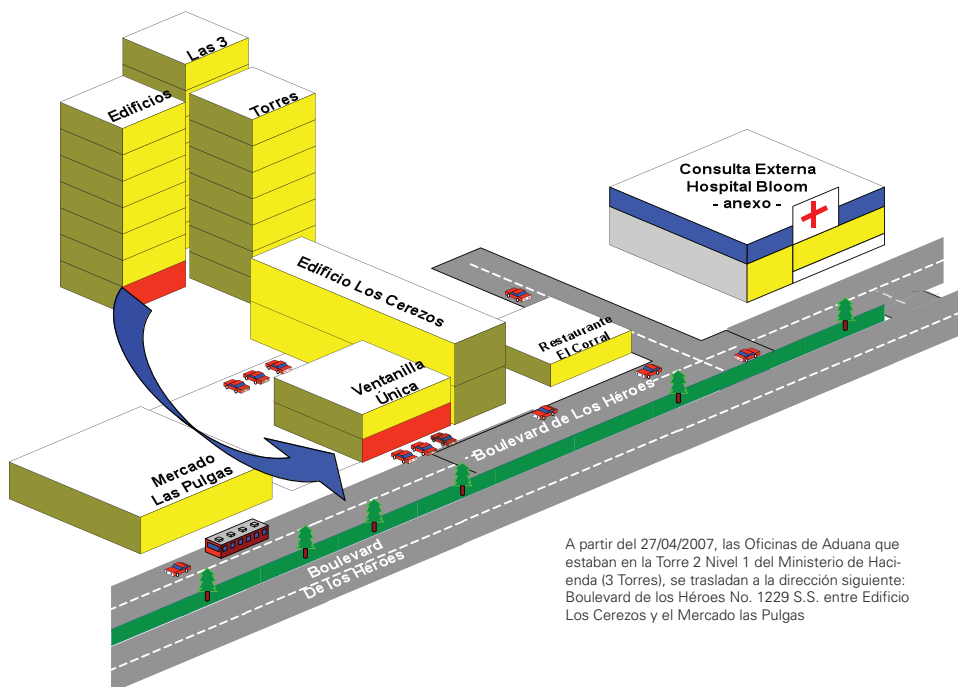 Las 3
Edificios
Torres
Consulta Externa
Hospital Bloom
- anexo -
Edificio Los Cerezos
Restaurante
El Corral
Ventanilla
Única
Boulevard de Los Héroes
Mercado
Las Pulgas
Boulevard
De los Héroes
A partir del 27/04/2007, las Oficinas de Aduana que
estaban en la Torre 2 Nivel 1 del Ministerio de Haci-
enda (3 Torres), se trasladan a la dirección siguiente:
Boulevard de los Héroes No. 1229 S.S. entre Edificio
Los Cerezos y el Mercado las Pulgas